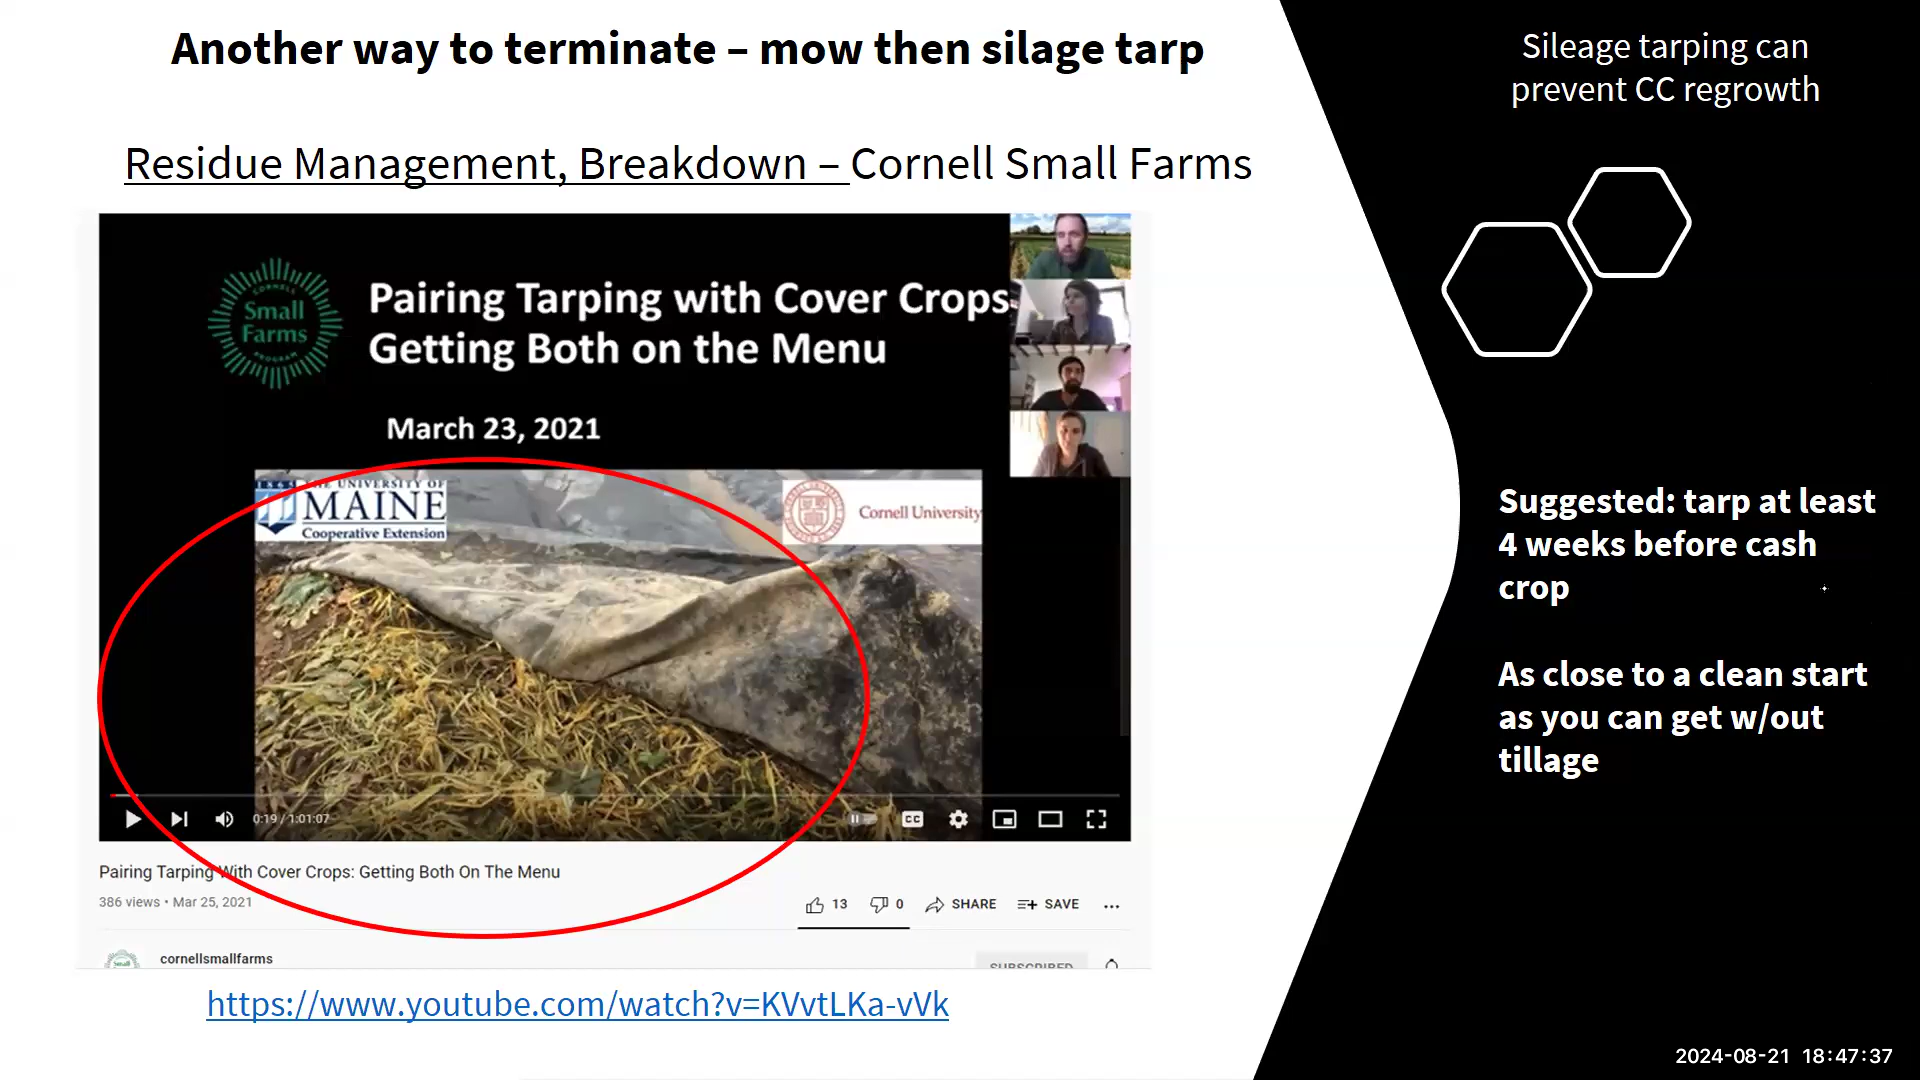 Another way to terminate – mow then silage tarp
Residue Management, Breakdown – Cornell Small Farms
CORNELL
Small
Farms
PROGRAM
Pairing Tarping with Cover Crops
Getting Both on the Menu
March 23, 2021
1865 THE UNIVERSITY OF
MAINE
Cooperative Extension
Cornell University
0:19 / 1:01:07
CC
Pairing Tarping With Cover Crops: Getting Both On The Menu
386 views • Mar 25, 2021
13
0
SHARE
SAVE
Small
cornellsmallfarms
SUBSCRIBED
https://www.youtube.com/watch?v=KVvtLKa-vVk
Sileage tarping can
prevent CC regrowth
Suggested: tarp at least
4 weeks before cash
crop
As close to a clean start
as you can get w/out
tillage
2024-08-21 18:47:37